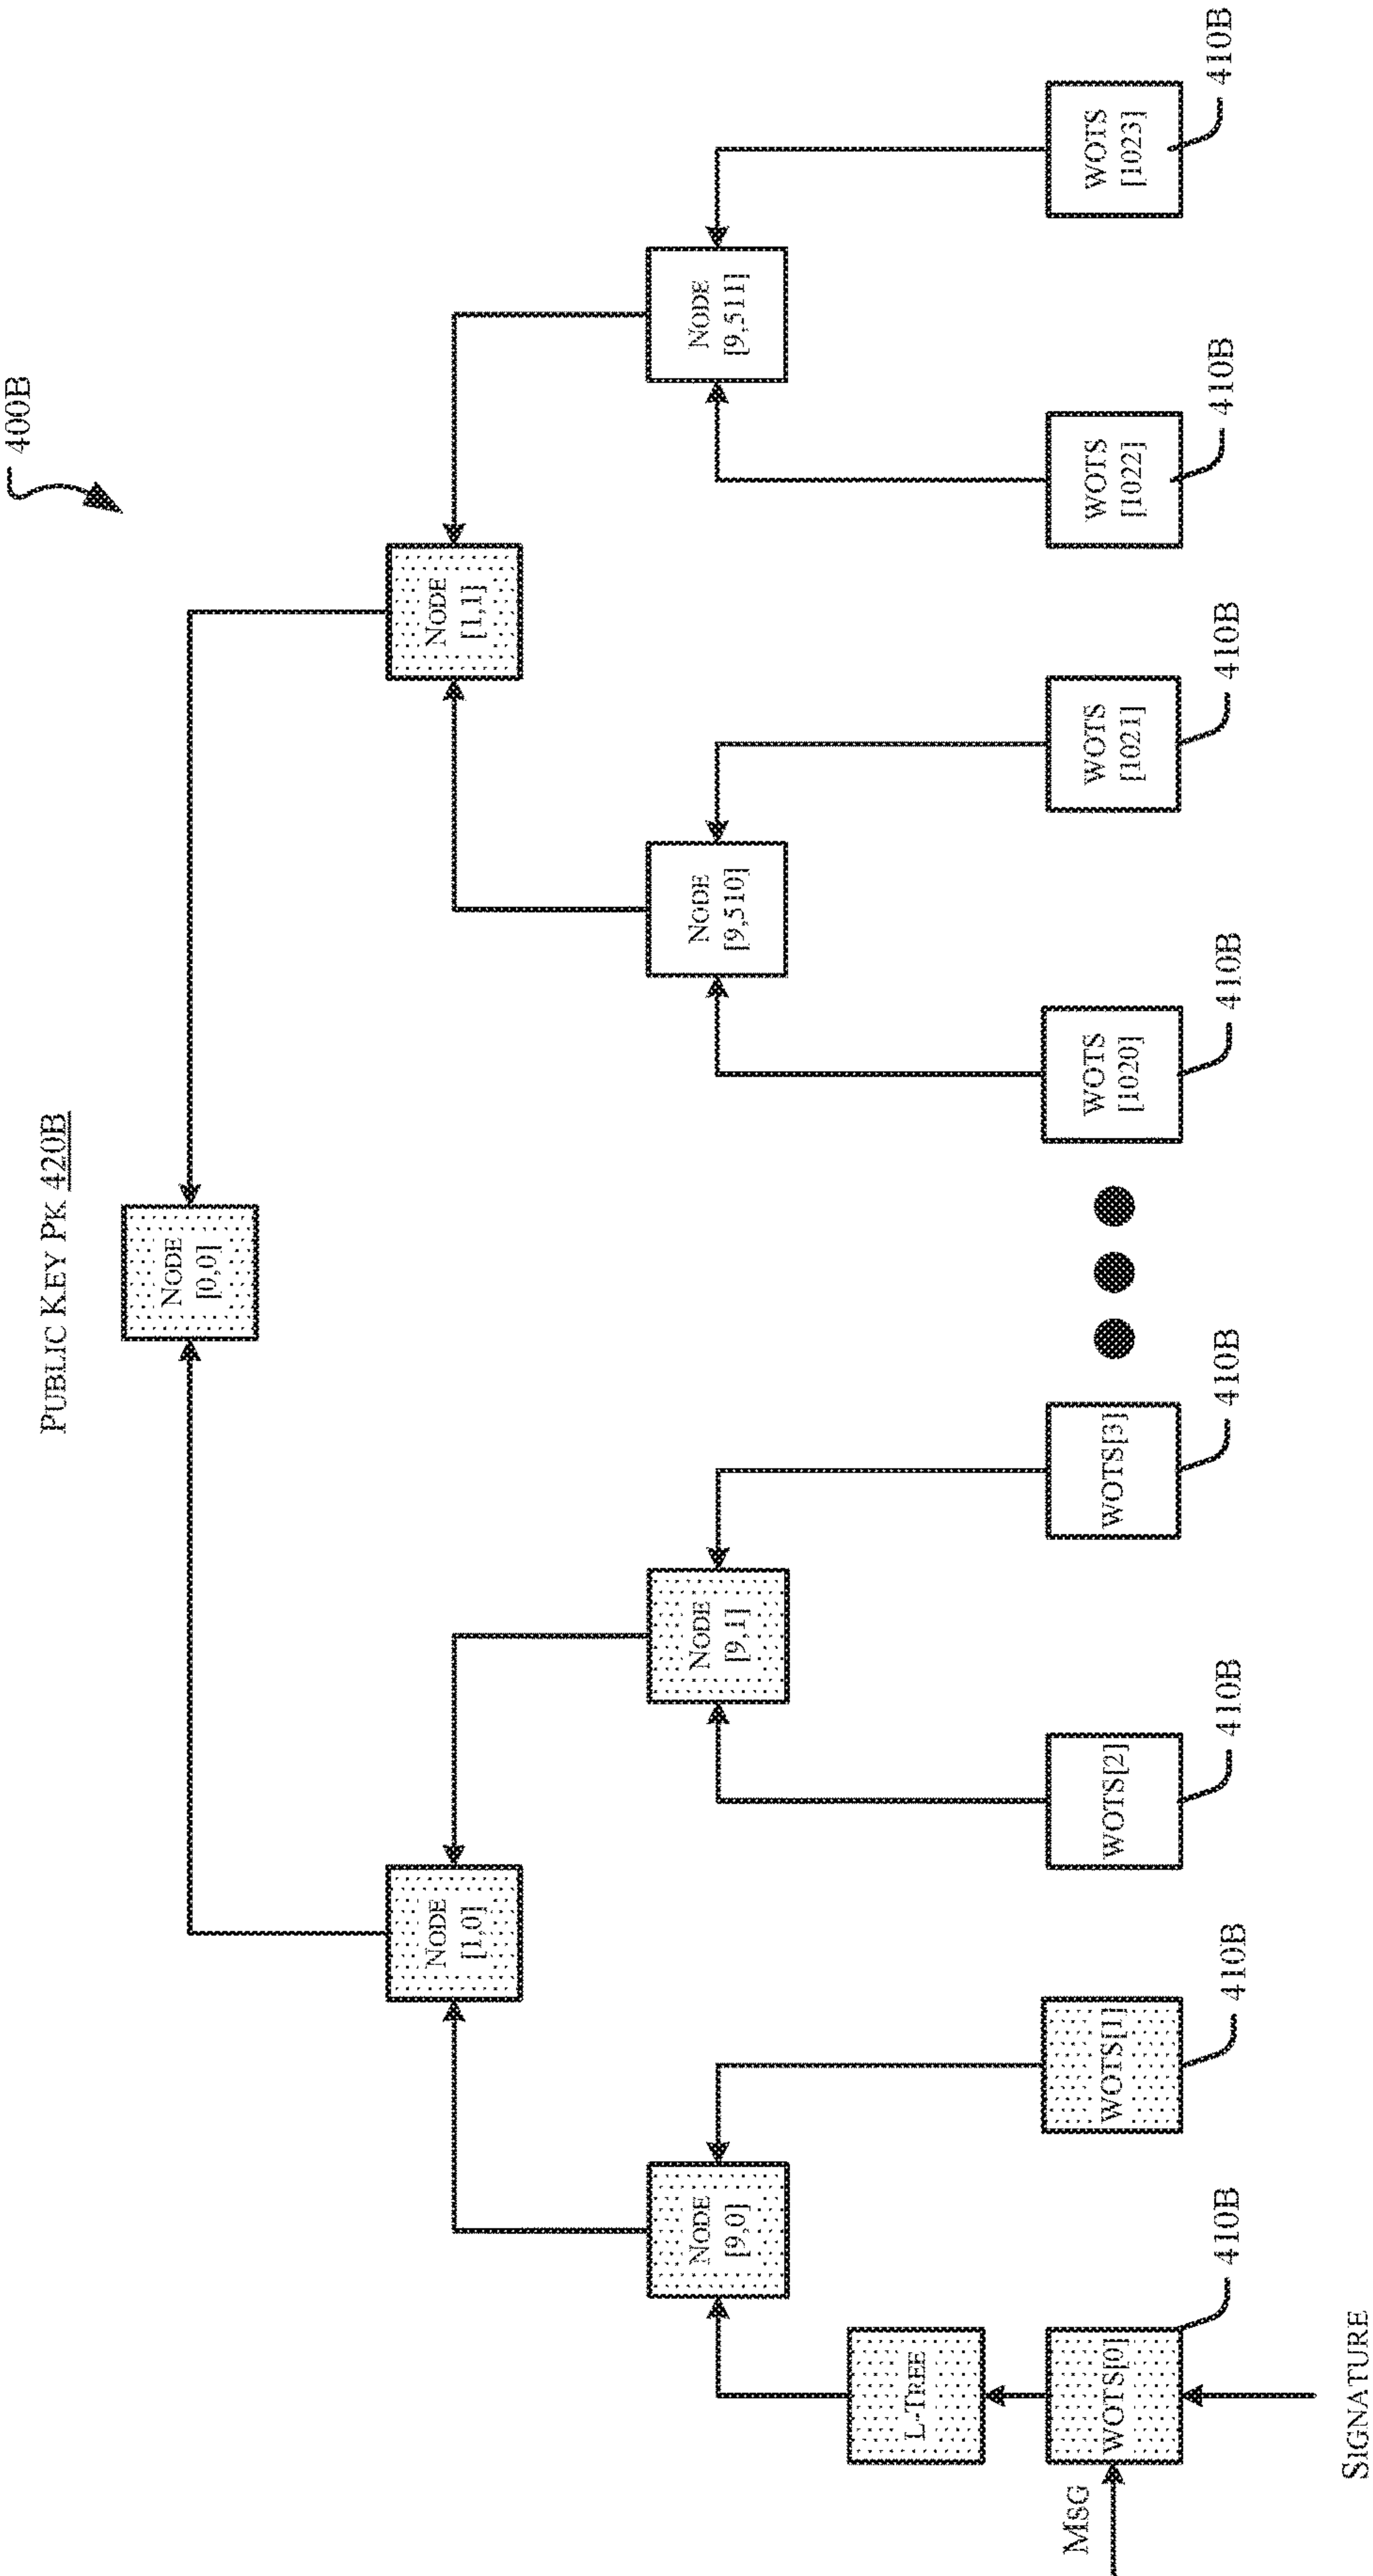 400B
PUBLIC KEY PK 420B
NODE
[0,0]
NODE
[1,0]
NODE
[1,1]
NODE
[9,0]
NODE
[9,1]
NODE
[9,510]
NODE
[9,511]
L-TREE
MSG
WOTS[0]
WOTS[1]
WOTS[2]
WOTS[3]
WOTS
[1020]
WOTS
[1021]
WOTS
[1022]
WOTS
[1023]
410B
410B
410B
410B
410B
410B
410B
410B
SIGNATURE